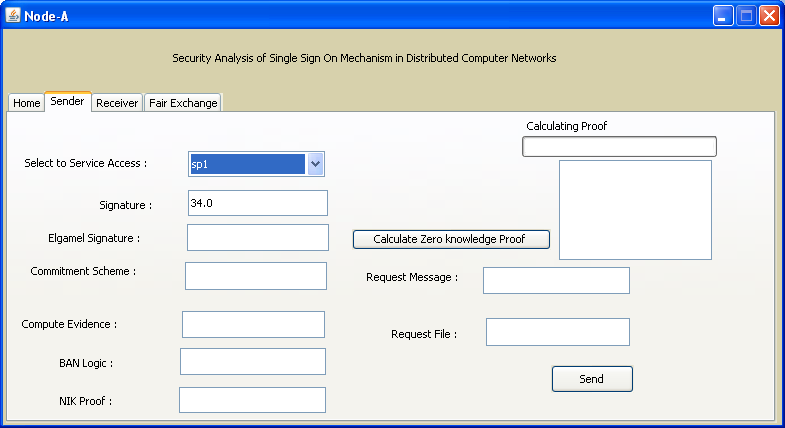 Node-A
Security Analysis of Single Sign On Mechanism in Distributed Computer Networks
Home Sender Receiver Fair Exchange
Calculating Proof
Select to Service Access : sp1
Signature : 34.0
Elgamel Signature :
Calculate Zero knowledge Proof
Commitment Scheme :
Request Message :
Compute Evidence :
Request File :
BAN Logic :
Send
NIK Proof :